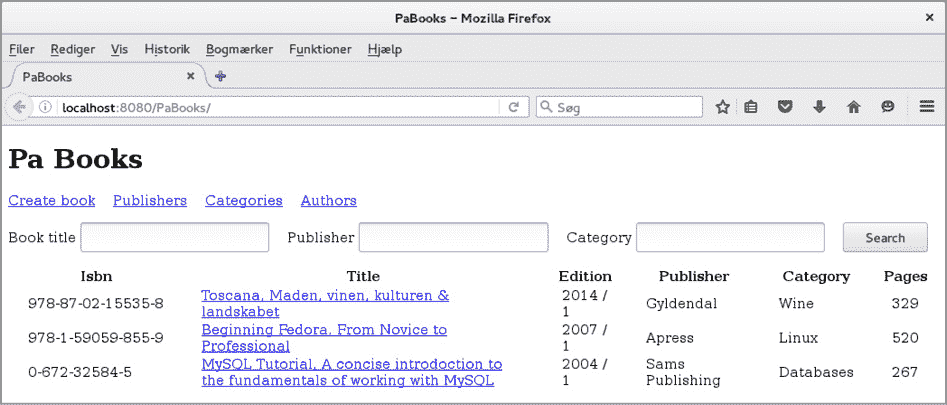 PaBooks - Mozilla Firefox
Filer Rediger Vis Historik Bogmærker Funktioner Hjælp
PaBooks
localhost:8080/PaBooks/
Søg
Pa Books
Create book Publishers Categories Authors
Book title Publisher Category Search
Isbn Title Edition Publisher Category Pages
978-87-02-15535-8 Toscana, Maden, vinen, kulturen & landskabet 2014 / 1 Gyldendal Wine 329
978-1-59059-855-9 Beginning Fedora, From Novice to Professional 2007 / 1 Apress Linux 520
0-672-32584-5 MySQL Tutorial, A concise introdoction to the fundamentals of working with MySQL 2004 / 1 Sams Publishing Databases 267